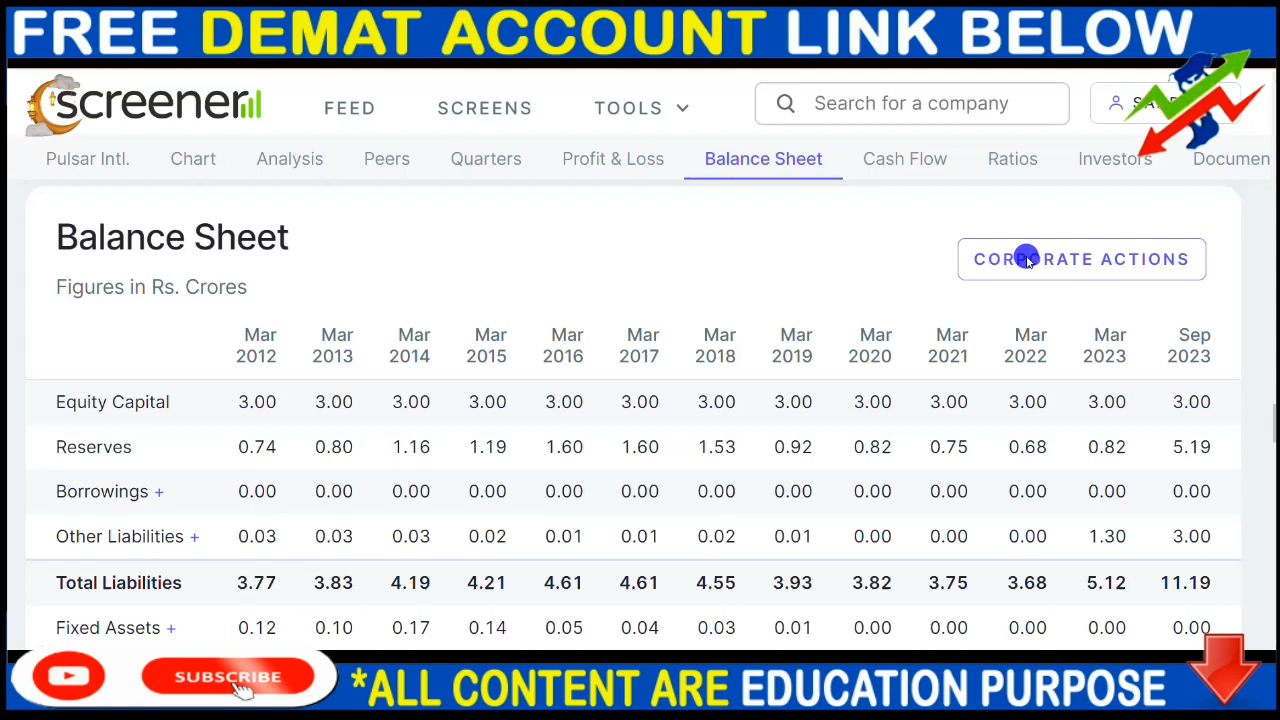 FREE DEMAT ACCOUNT LINK BELOW
screener
FEED
SCREENS
TOOLS
Search for a company
Pulsar Intl. Chart Analysis Peers Quarters Profit & Loss Balance Sheet Cash Flow Ratios Investors Documen
Balance Sheet
CORPORATE ACTIONS
Figures in Rs. Crores
Mar Mar Mar Mar Mar Mar Mar Mar Mar Mar Mar Mar Sep
2012 2013 2014 2015 2016 2017 2018 2019 2020 2021 2022 2023 2023
Equity Capital 3.00 3.00 3.00 3.00 3.00 3.00 3.00 3.00 3.00 3.00 3.00 3.00 3.00
Reserves 0.74 0.80 1.16 1.19 1.60 1.60 1.53 0.92 0.82 0.75 0.68 0.82 5.19
Borrowings + 0.00 0.00 0.00 0.00 0.00 0.00 0.00 0.00 0.00 0.00 0.00 0.00 0.00
Other Liabilities + 0.03 0.03 0.03 0.02 0.01 0.01 0.02 0.01 0.00 0.00 0.00 1.30 3.00
Total Liabilities 3.77 3.83 4.19 4.21 4.61 4.61 4.55 3.93 3.82 3.75 3.68 5.12 11.19
Fixed Assets + 0.12 0.10 0.17 0.14 0.05 0.04 0.03 0.01 0.00 0.00 0.00 0.00 0.00
SUBSCRIBE
*ALL CONTENT ARE EDUCATION PURPOSE